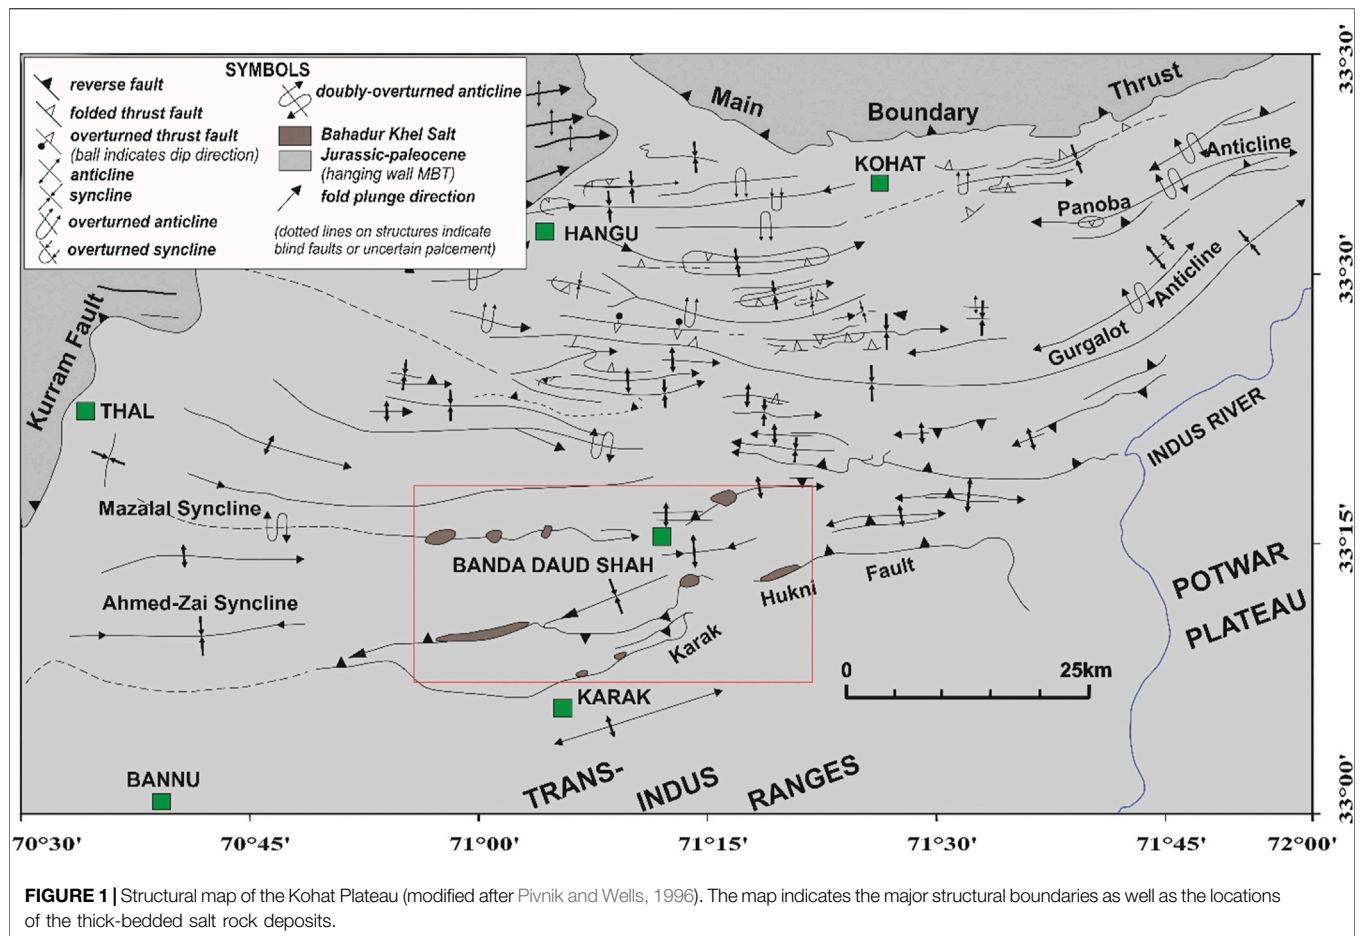 SYMBOLS
reverse fault
folded thrust fault
overturned thrust fault
(ball indicates dip direction)
anticline
syncline
overturned anticline
overturned syncline
doubly-overturned anticline
Bahadur Khel Salt
Jurassic-paleocene
(hanging wall MBT)
fold plunge direction
(dotted lines on structures indicate
blind faults or uncertain palcement)
Main Boundary Thrust
33°30'
KOHAT
Anticline
Panoba
HANGU
33°30'
Gurgalot Anticline
Kurram Fault
THAL
INDUS RIVER
Mazalal Syncline
33°15'
BANDA DAUD SHAH
Hukni Fault
POTWAR
PLATEAU
Ahmed-Zai Syncline
Karak
0 25km
KARAK
TRANS-INDUS RANGES
BANNU
33°00'
70°30' 70°45' 71°00' 71°15' 71°30' 71°45' 72°00'
FIGURE 1 | Structural map of the Kohat Plateau (modified after Pivnik and Wells, 1996). The map indicates the major structural boundaries as well as the locations
of the thick-bedded salt rock deposits.